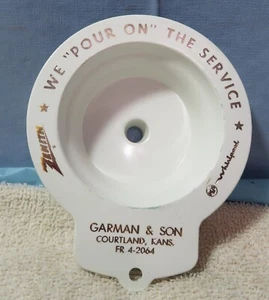 ★ WE "POUR ON" THE SERVICE ★
ZENITH
Whirlpool
GARMAN & SON
COURTLAND, KANS.
FR 4-2064